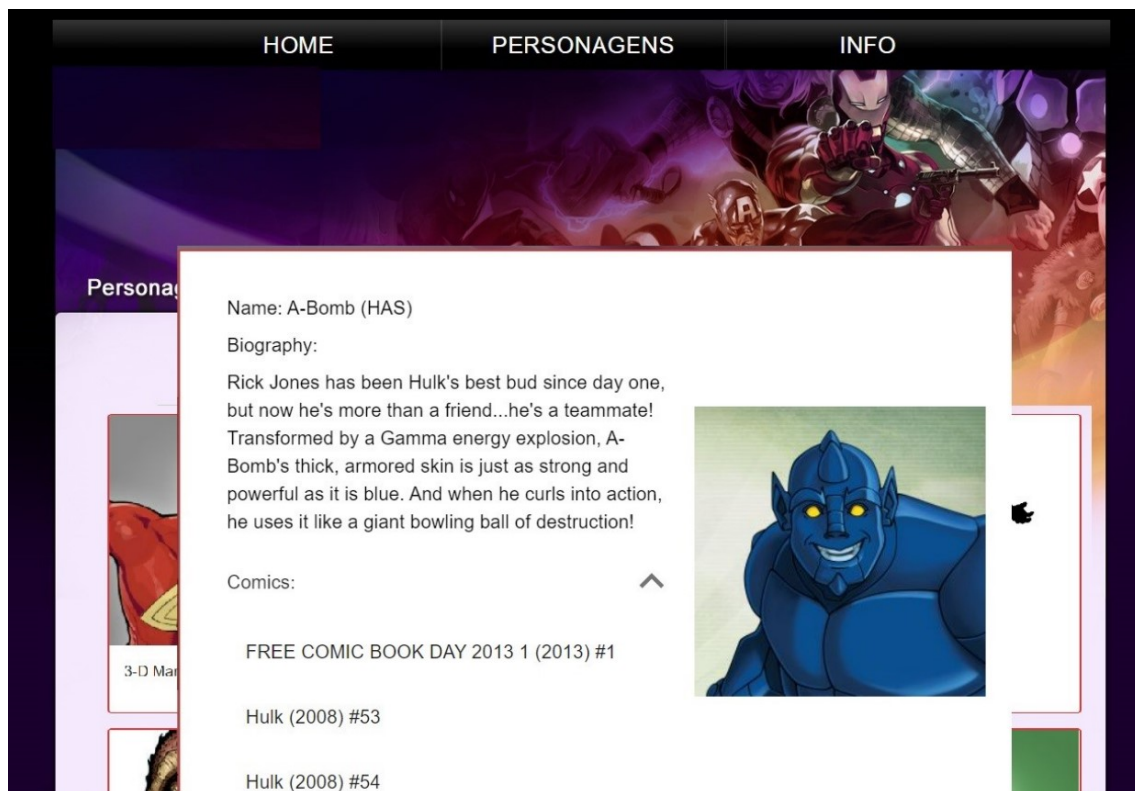 HOME PERSONAGENS INFO
Name: A-Bomb (HAS)
Biography:
Rick Jones has been Hulk's best bud since day one,
but now he's more than a friend...he's a teammate!
Transformed by a Gamma energy explosion, A-
Bomb's thick, armored skin is just as strong and
powerful as it is blue. And when he curls into action,
he uses it like a giant bowling ball of destruction!
Comics:
FREE COMIC BOOK DAY 2013 1 (2013) #1
3-D
Hulk (2008) #53
Hulk (2008) #54